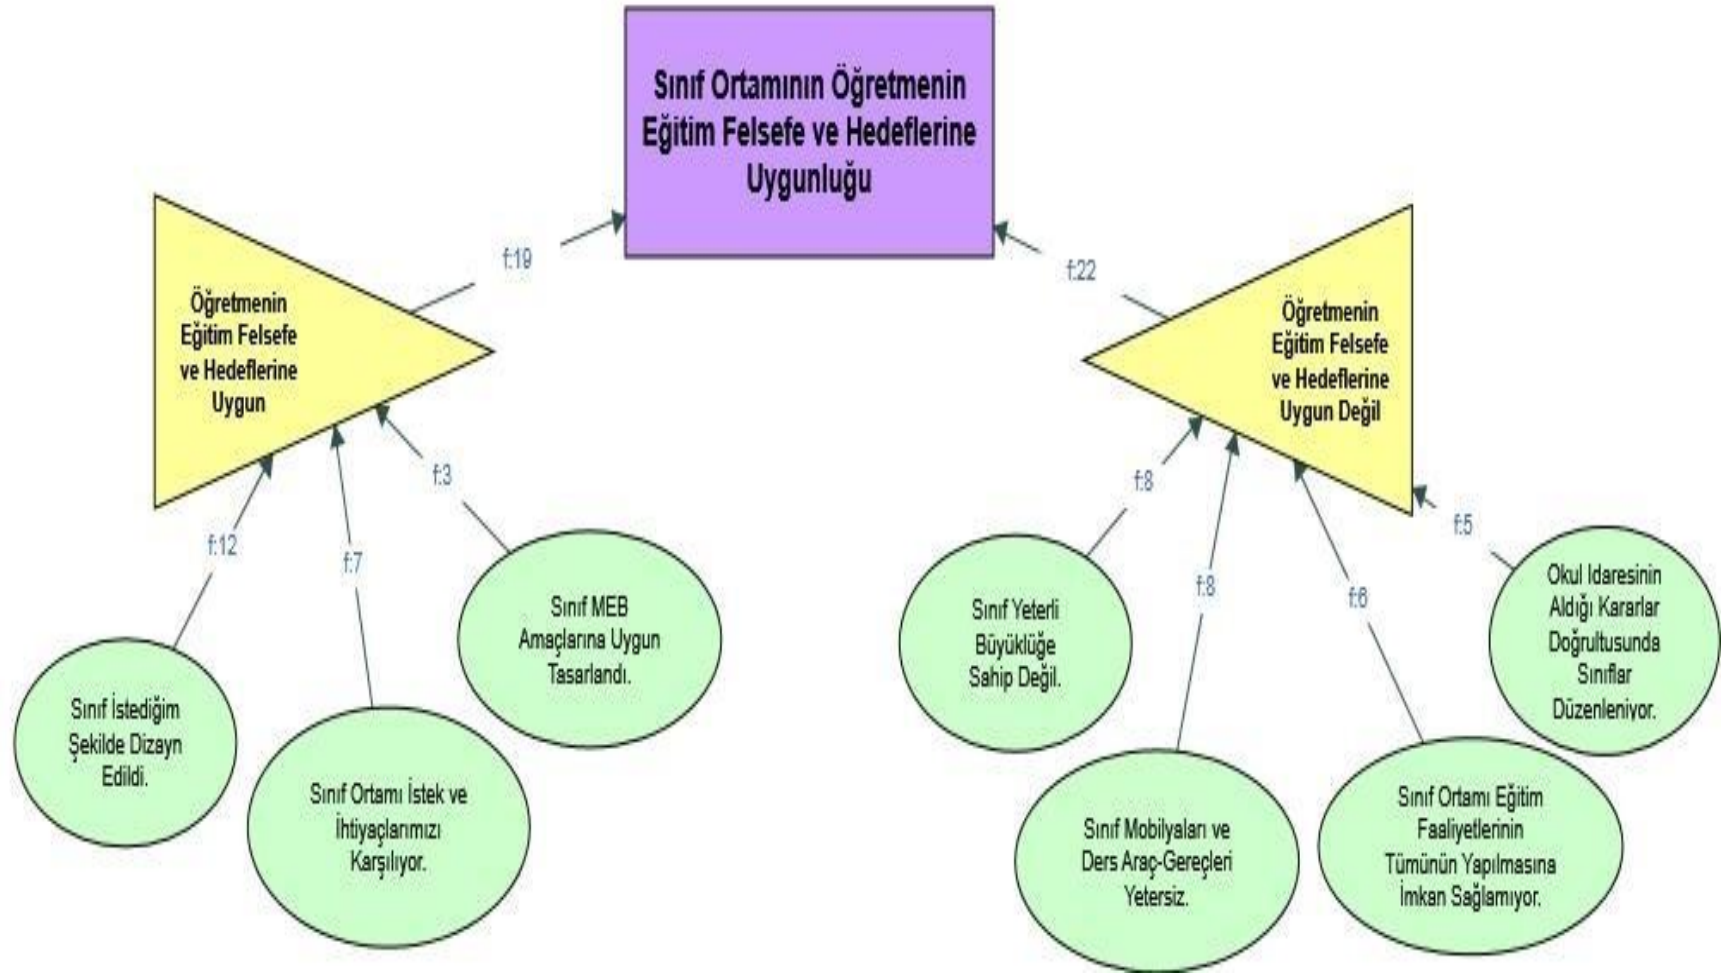 Sınıf Ortamının Öğretmenin
Eğitim Felsefe ve Hedeflerine
Uygunluğu
f:19
f:22
Öğretmenin
Eğitim Felsefe
ve Hedeflerine
Uygun
Öğretmenin
Eğitim Felsefe
ve Hedeflerine
Uygun Değil
f:12
f:7
f:3
f:8
f:8
f:6
f:5
Sınıf İstediğim
Şekilde Dizayn
Edildi.
Sınıf Ortamı İstek ve
İhtiyaçlarımızı
Karşılıyor.
Sınıf MEB
Amaçlarına Uygun
Tasarlandı.
Sınıf Yeterli
Büyüklüğe
Sahip Değil.
Sınıf Mobilyaları ve
Ders Araç-Gereçleri
Yetersiz.
Sınıf Ortamı Eğitim
Faaliyetlerinin
Tümünün Yapılmasına
İmkan Sağlamıyor.
Okul Idaresinin
Aldığı Kararlar
Doğrultusunda
Sınıflar
Düzenleniyor.